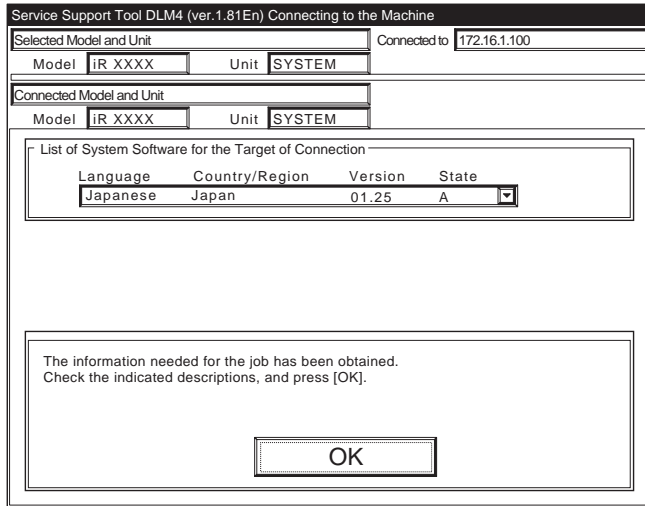 Service Support Tool DLM4 (ver.1.81En) Connecting to the Machine
Selected Model and Unit Connected to 172.16.1.100
Model iR XXXX Unit SYSTEM
Connected Model and Unit
Model iR XXXX Unit SYSTEM
List of System Software for the Target of Connection
Language Country/Region Version State
Japanese Japan 01.25 A
The information needed for the job has been obtained.
Check the indicated descriptions, and press [OK].
OK